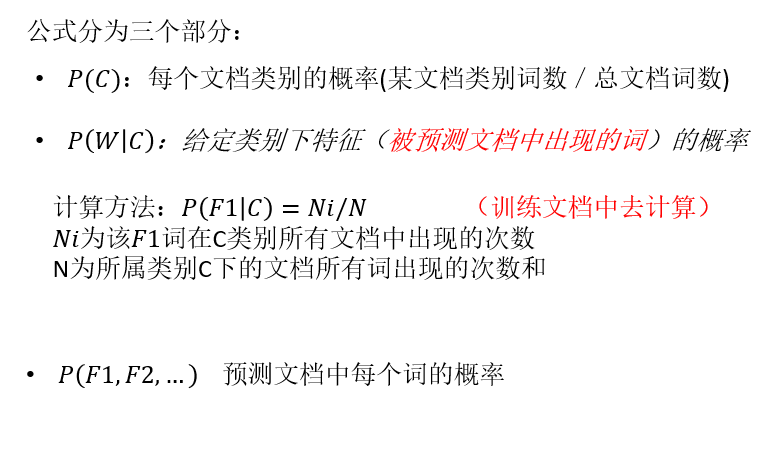 公式分为三个部分：
• P(C)：每个文档类别的概率(某文档类别词数／总文档词数)
• P(W|C)：给定类别下特征（被预测文档中出现的词）的概率
计算方法：P(F1|C) = Ni/N （训练文档中去计算）
Ni为该F1词在C类别所有文档中出现的次数
N为所属类别C下的文档所有词出现的次数和
• P(F1,F2,…) 预测文档中每个词的概率